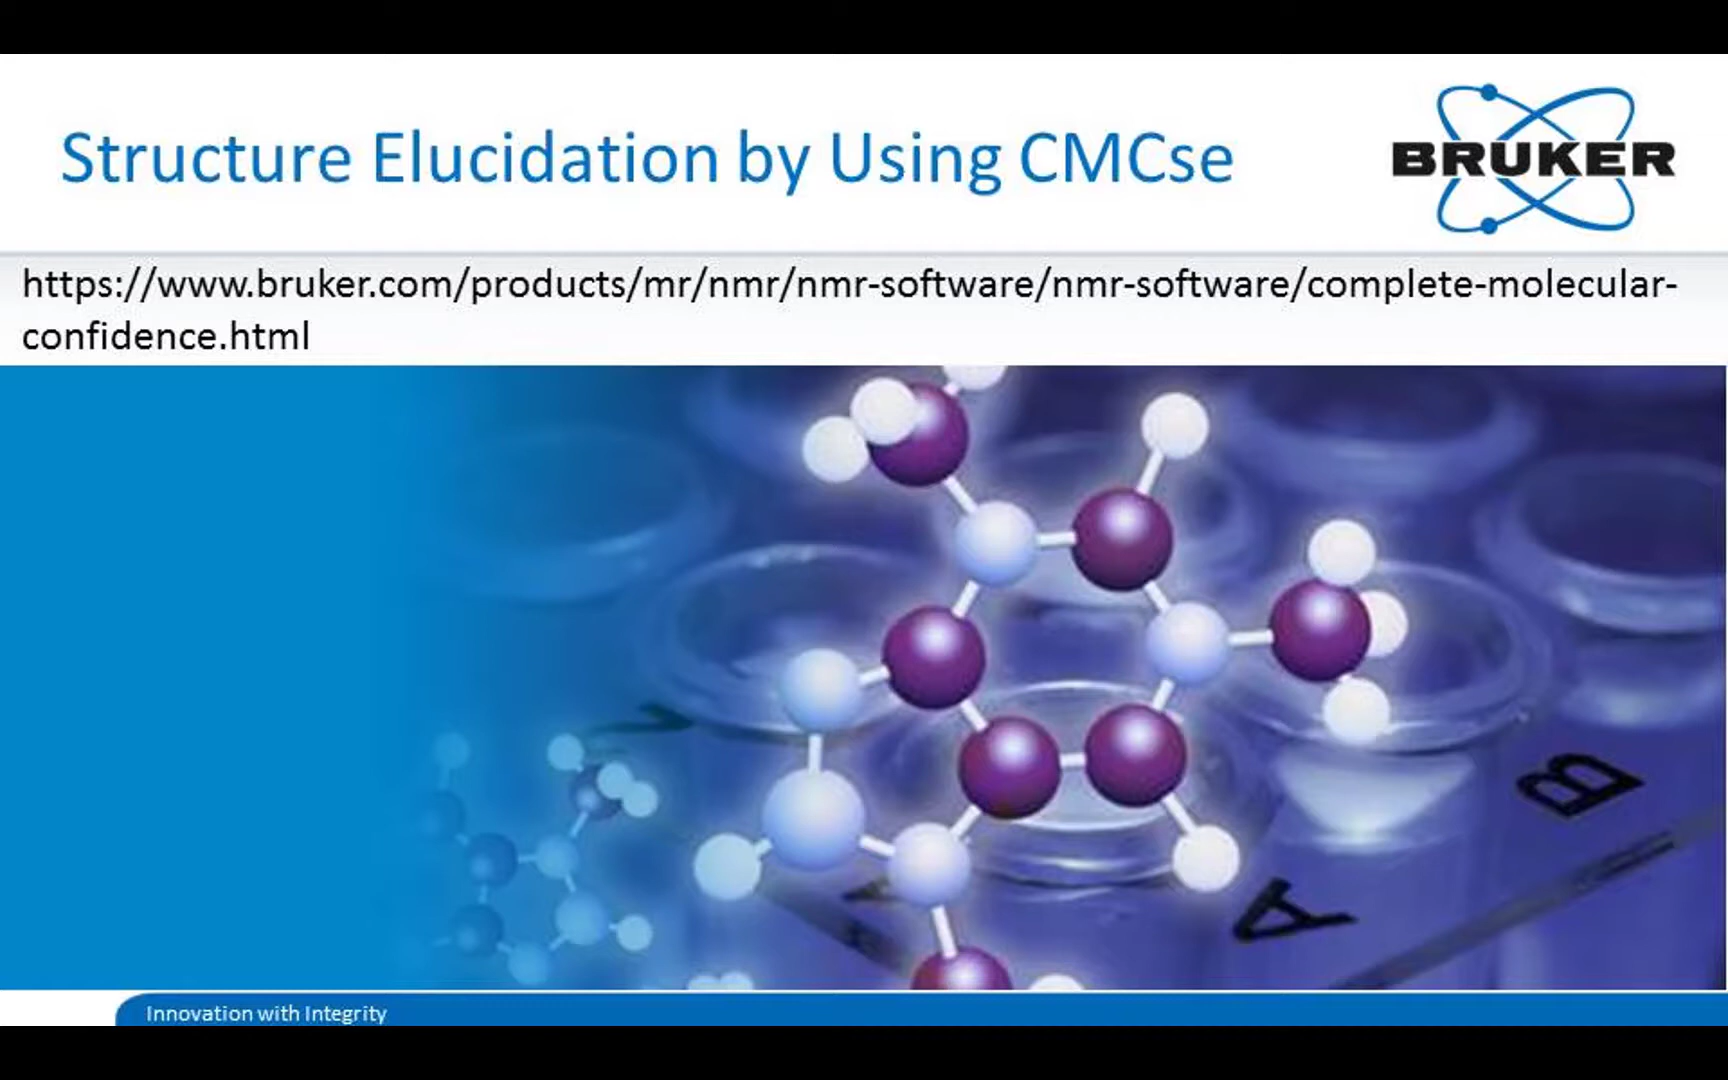 Structure Elucidation by Using CMCse
BRUKER
https://www.bruker.com/products/mr/nmr/nmr-software/nmr-software/complete-molecular-
confidence.html
B
A
Innovation with Integrity